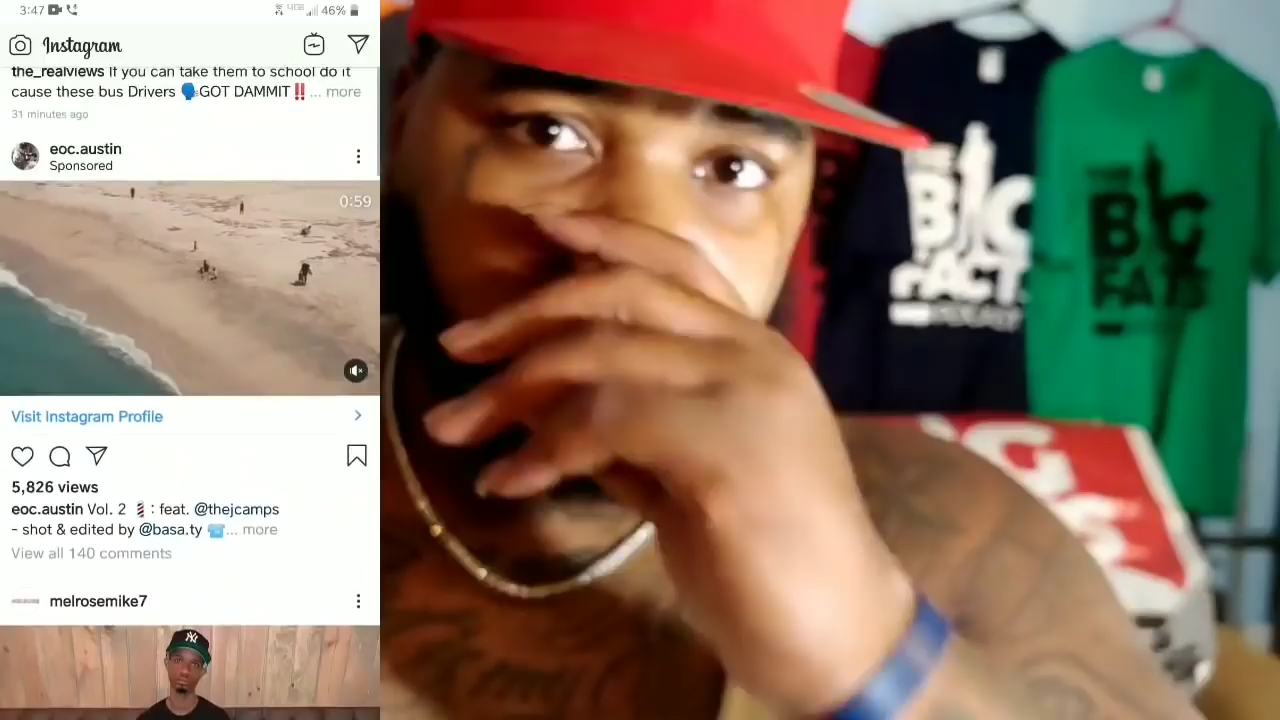 3:47
4G
46%
Instagram
the_realviews If you can take them to school do it
cause these bus Drivers 🗣GOT DAMMIT‼️... more
31 minutes ago
eoc.austin
Sponsored
0:59
Visit Instagram Profile
5,826 views
eoc.austin Vol. 2 💈: feat. @thejcamps
- shot & edited by @basa.ty 👕... more
View all 140 comments
melrosemike7
NY
THE
BIG
FACTS
BIG